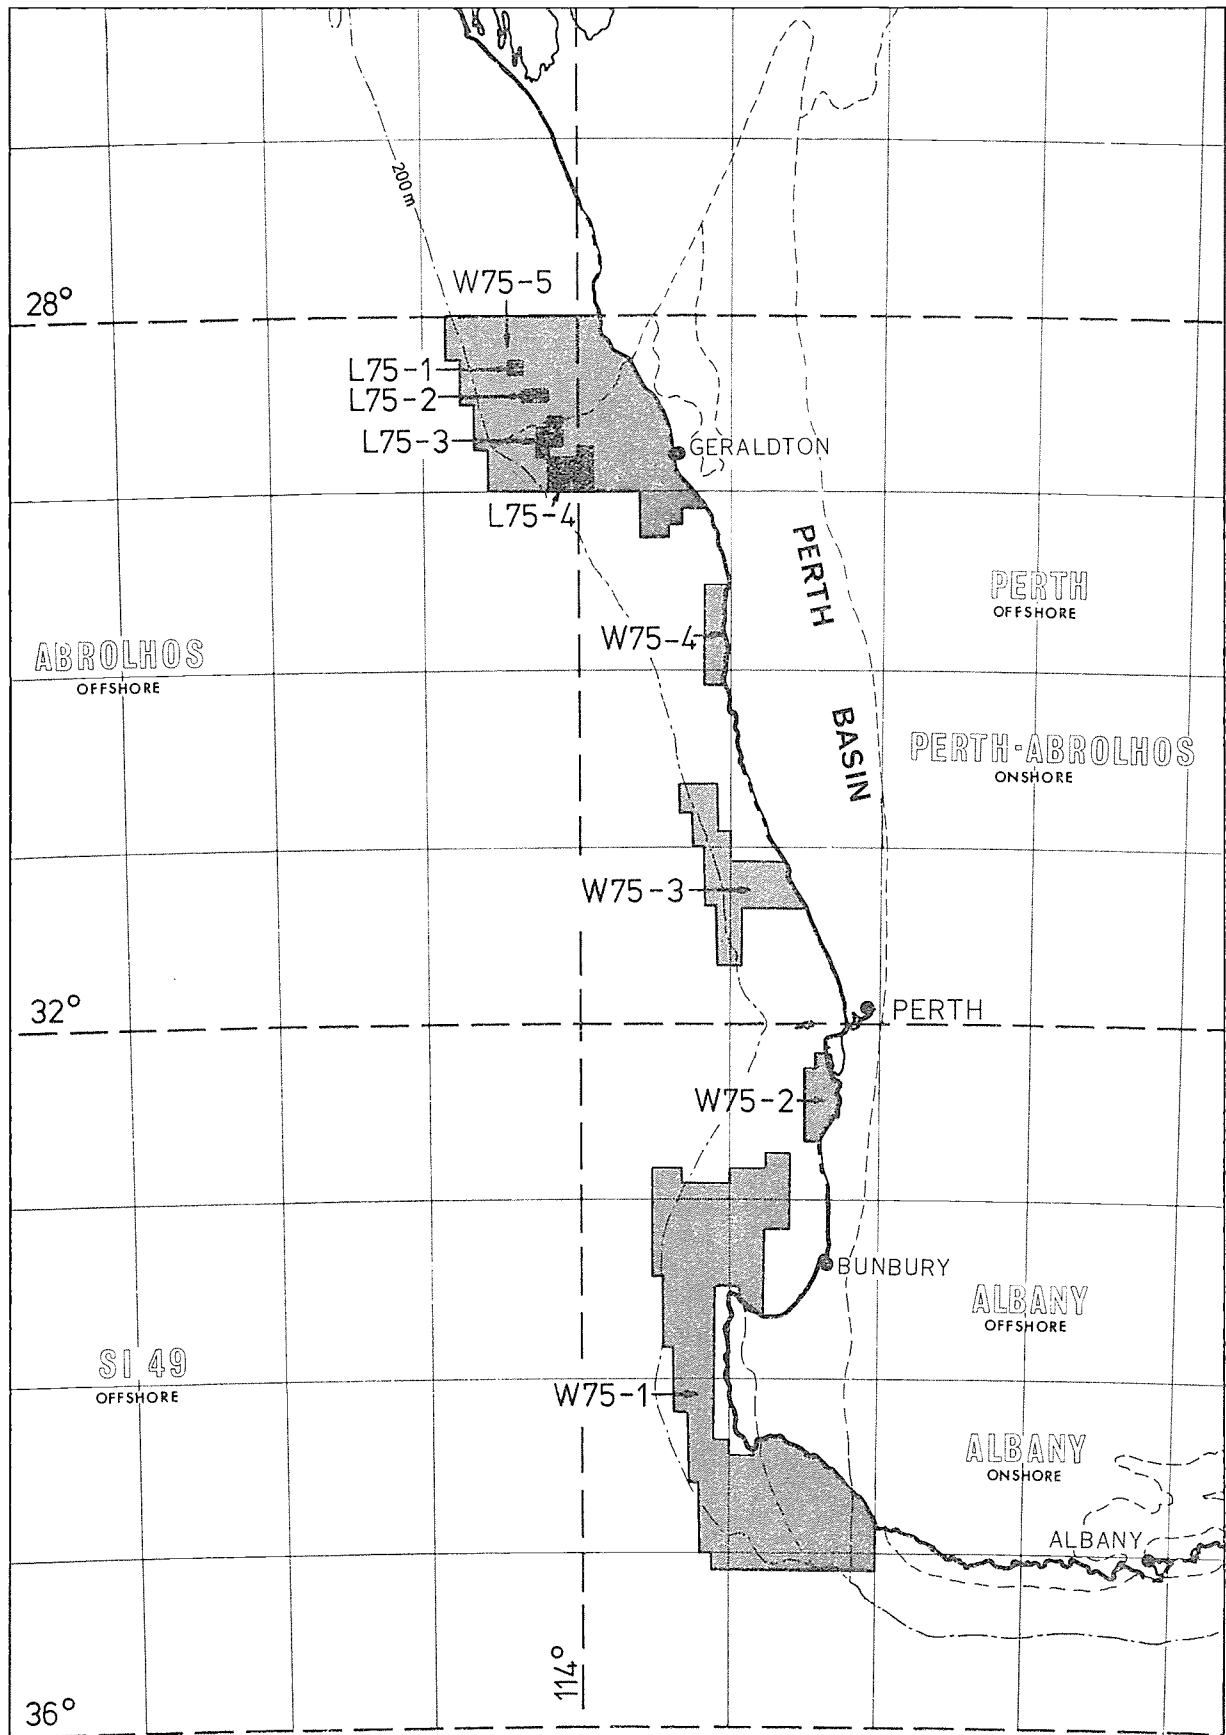 200m
W75-5
28°
L75-1
L75-2
L75-3
GERALDTON
L75-4
PERTH
BASIN
PERTH
OFFSHORE
W75-4
ABROLHOS
OFFSHORE
PERTH-ABROLHOS
ONSHORE
W75-3
32°
PERTH
W75-2
BUNBURY
ALBANY
OFFSHORE
SI 49
OFFSHORE
W75-1
ALBANY
ONSHORE
ALBANY
114°
36°